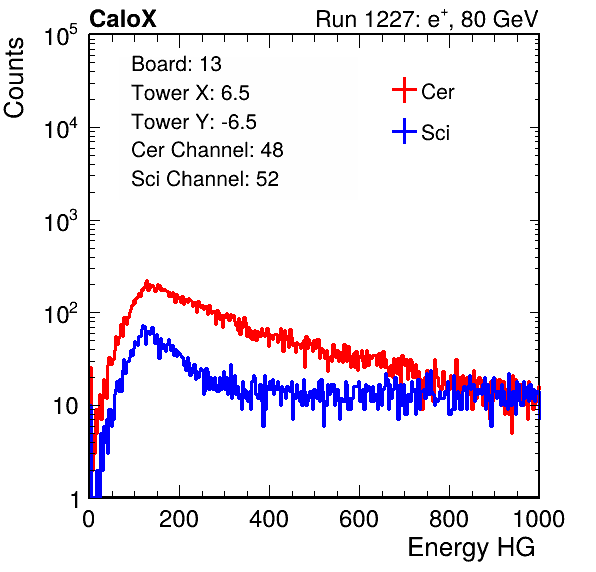 CaloX Run 1227: e⁺, 80 GeV
Counts
10⁵
10⁴
10³
10²
10
1
Board: 13
Tower X: 6.5
Tower Y: -6.5
Cer Channel: 48
Sci Channel: 52
Cer
Sci
0 200 400 600 800 1000
Energy HG